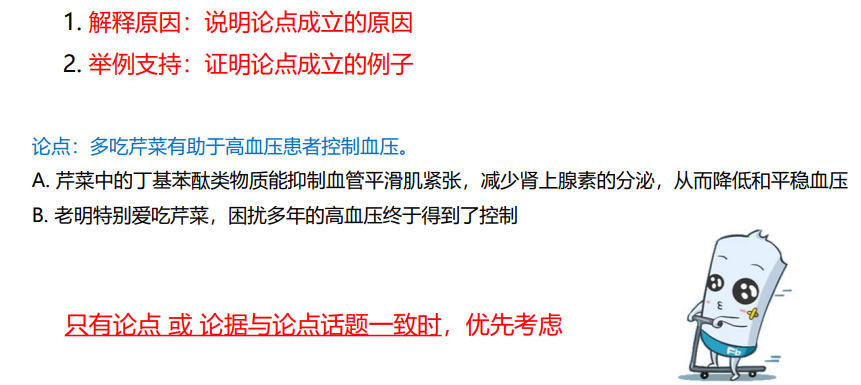 1. 解释原因：说明论点成立的原因
2. 举例支持：证明论点成立的例子
论点：多吃芹菜有助于高血压患者控制血压。
A. 芹菜中的丁基苯酞类物质能抑制血管平滑肌紧张，减少肾上腺素的分泌，从而降低和平稳血压
B. 老明特别爱吃芹菜，困扰多年的高血压终于得到了控制
只有论点 或 论据与论点话题一致时，优先考虑